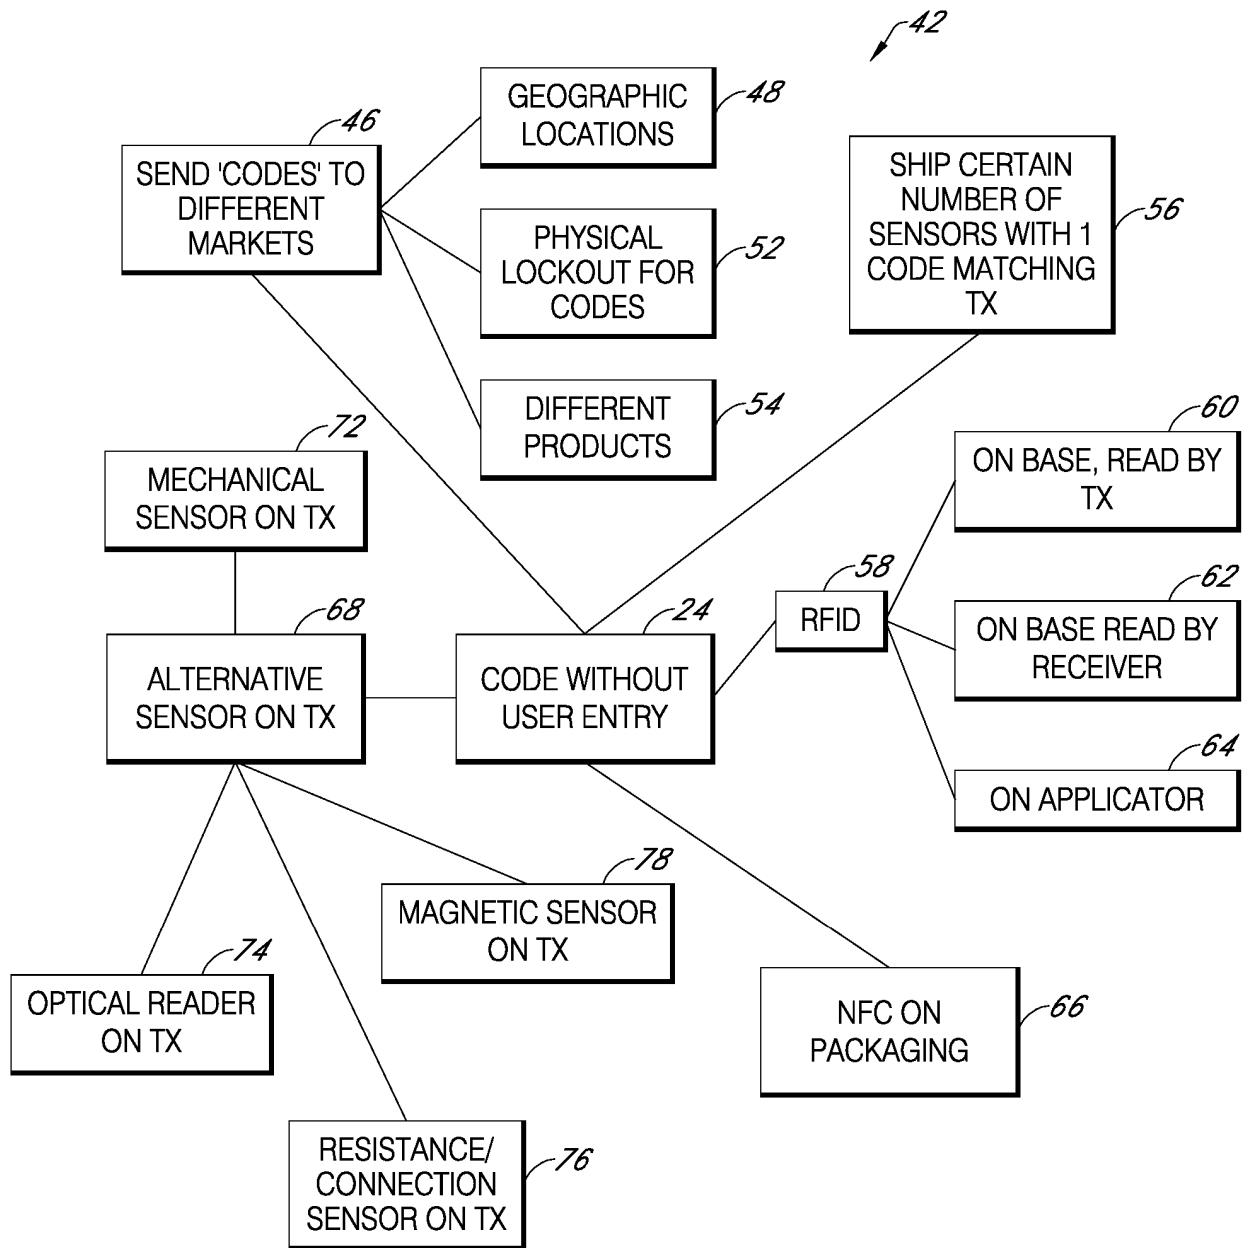 42
46
SEND 'CODES' TO
DIFFERENT
MARKETS
48
GEOGRAPHIC
LOCATIONS
52
PHYSICAL
LOCKOUT FOR
CODES
54
DIFFERENT
PRODUCTS
56
SHIP CERTAIN
NUMBER OF
SENSORS WITH 1
CODE MATCHING
TX
72
MECHANICAL
SENSOR ON TX
68
ALTERNATIVE
SENSOR ON TX
24
CODE WITHOUT
USER ENTRY
58
RFID
60
ON BASE, READ BY
TX
62
ON BASE READ BY
RECEIVER
64
ON APPLICATOR
78
MAGNETIC SENSOR
ON TX
74
OPTICAL READER
ON TX
66
NFC ON
PACKAGING
76
RESISTANCE/
CONNECTION
SENSOR ON TX